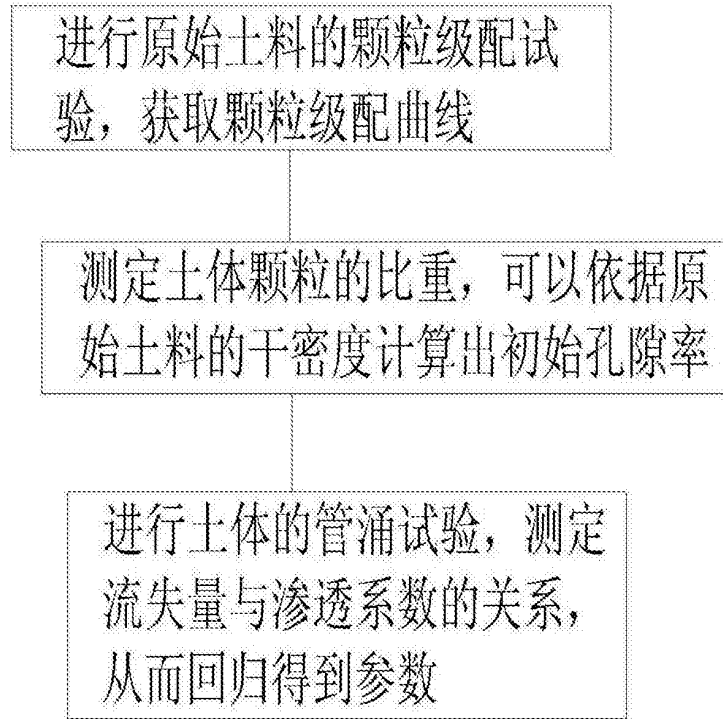 进行原始土料的颗粒级配试
验，获取颗粒级配曲线
测定土体颗粒的比重，可以依据原
始土料的干密度计算出初始孔隙率
进行土体的管涌试验，测定
流失量与渗透系数的关系，
从而回归得到参数